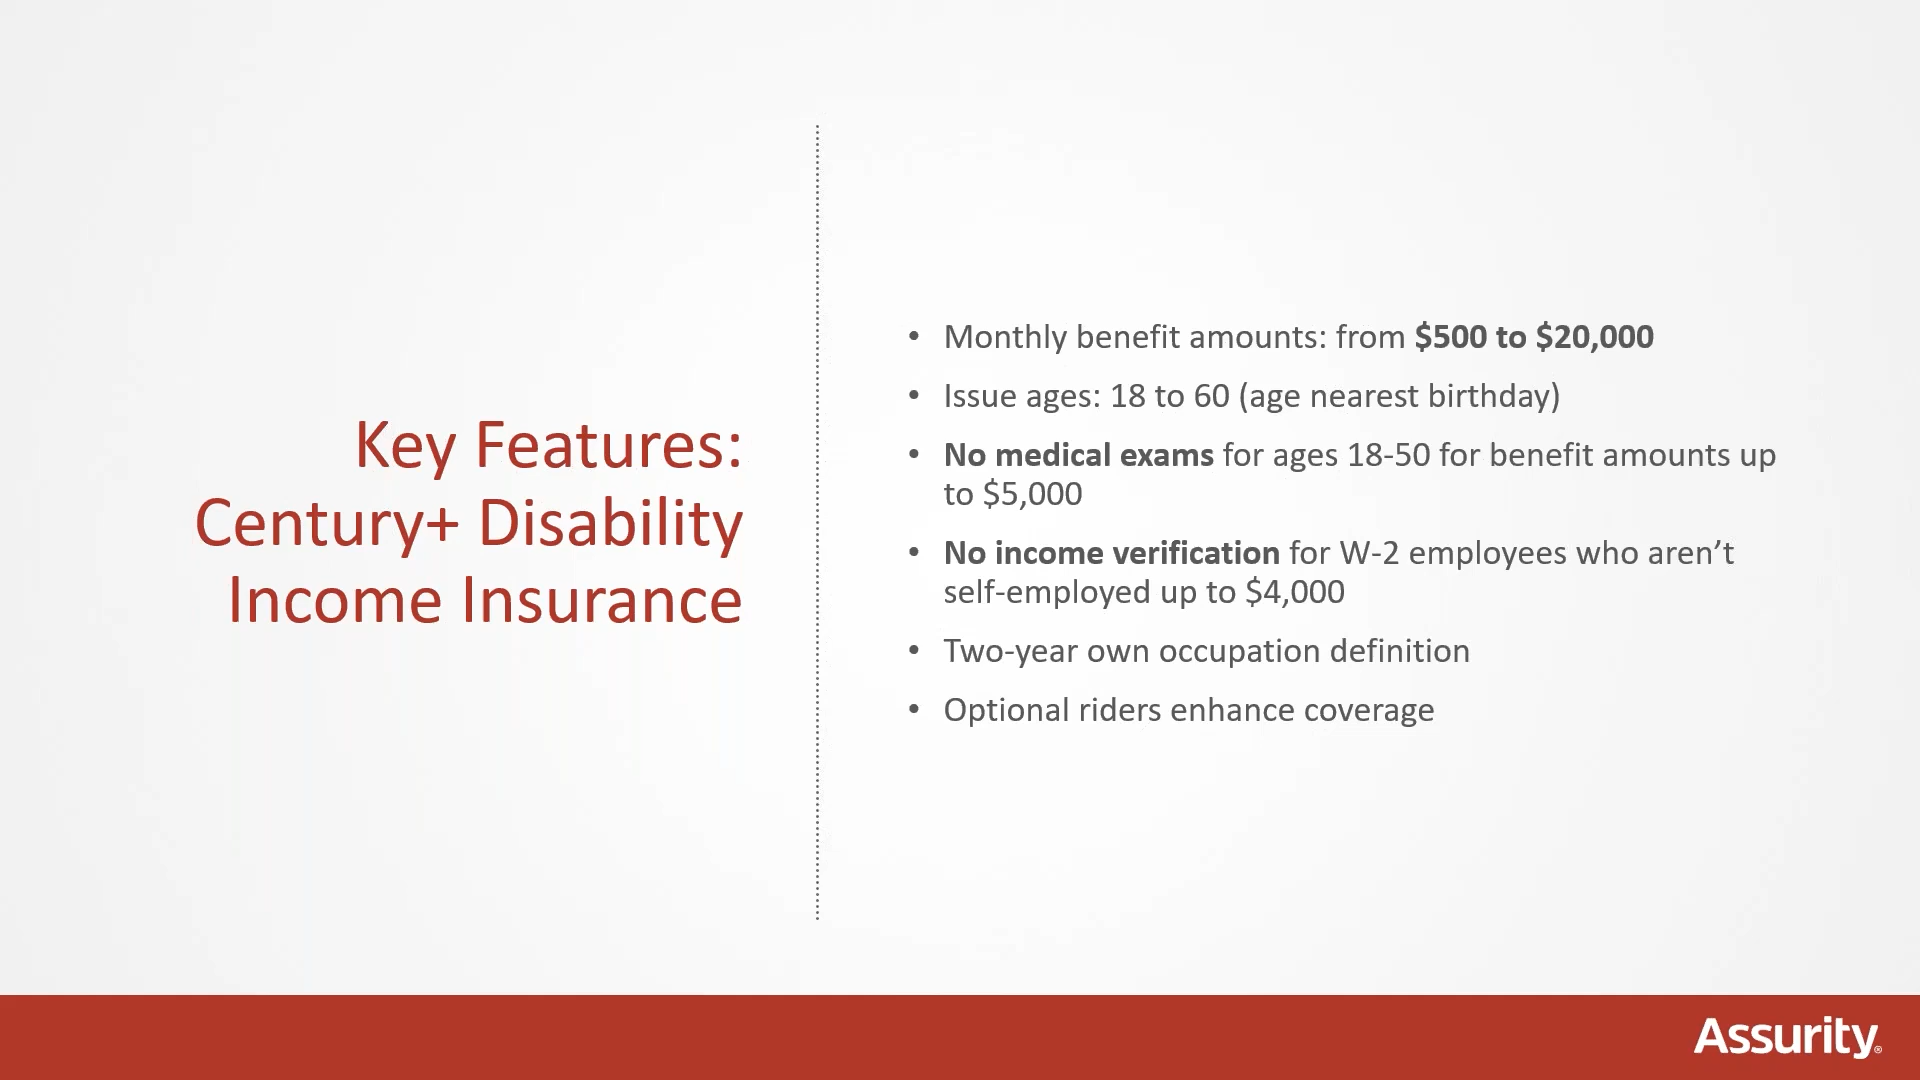 Key Features:
Century+ Disability
Income Insurance
• Monthly benefit amounts: from $500 to $20,000
• Issue ages: 18 to 60 (age nearest birthday)
• No medical exams for ages 18-50 for benefit amounts up
to $5,000
• No income verification for W-2 employees who aren’t
self-employed up to $4,000
• Two-year own occupation definition
• Optional riders enhance coverage
Assurity®